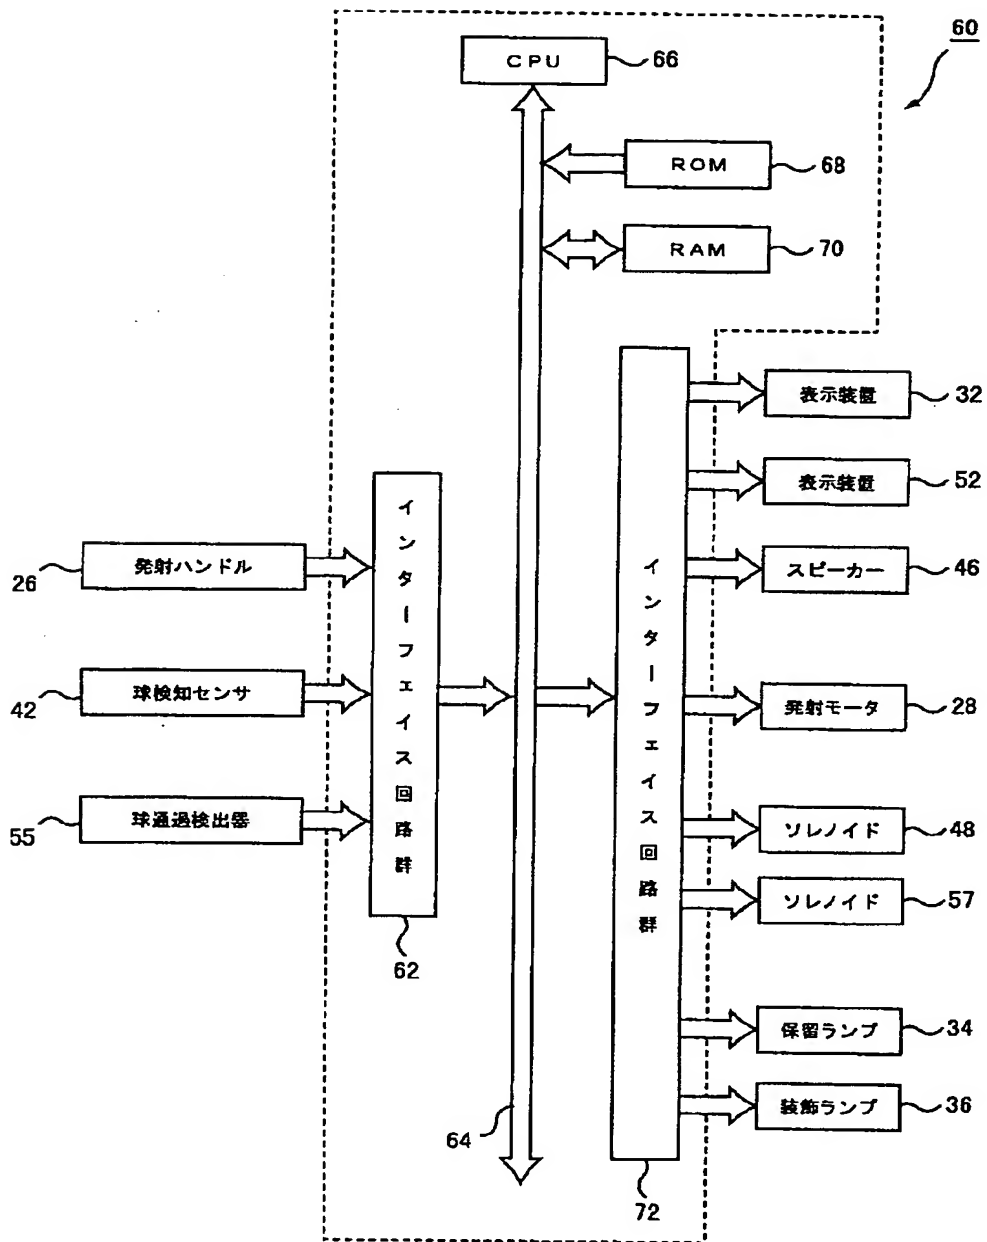 60
CPU
66
ROM
68
RAM
70
表示装置
32
表示装置
52
スピーカー
46
発射モータ
28
ソレノイド
48
ソレノイド
57
保留ランプ
34
装飾ランプ
36
発射ハンドル
26
球検知センサ
42
球通過検出器
55
インターフェイス回路群
62
64
インターフェイス回路群
72